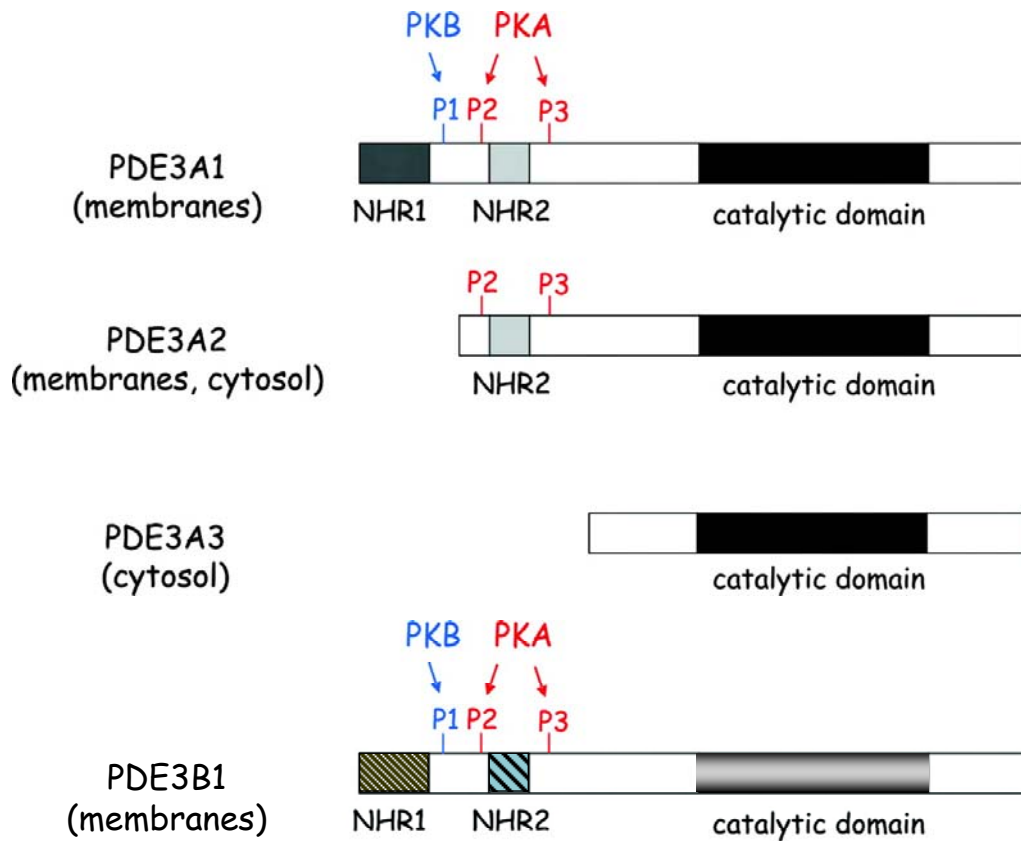 PKB PKA
P1 P2 P3
PDE3A1
(membranes)
NHR1 NHR2 catalytic domain
P2 P3
PDE3A2
(membranes, cytosol)
NHR2 catalytic domain
PDE3A3
(cytosol)
catalytic domain
PKB PKA
P1 P2 P3
PDE3B1
(membranes)
NHR1 NHR2 catalytic domain